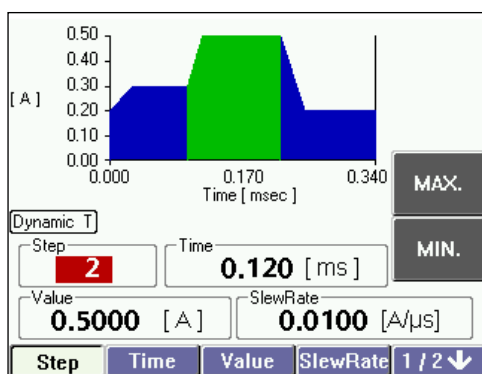 0.50
0.40
0.30
[ A ]
0.20
0.10
0.00
0.000 0.170 0.340
Time [ msec ]
MAX.
Dynamic T
MIN.
Step Time
2 0.120 [ ms ]
Value SlewRate
0.5000 [ A ] 0.0100 [A/µs]
Step Time Value SlewRate 1 / 2